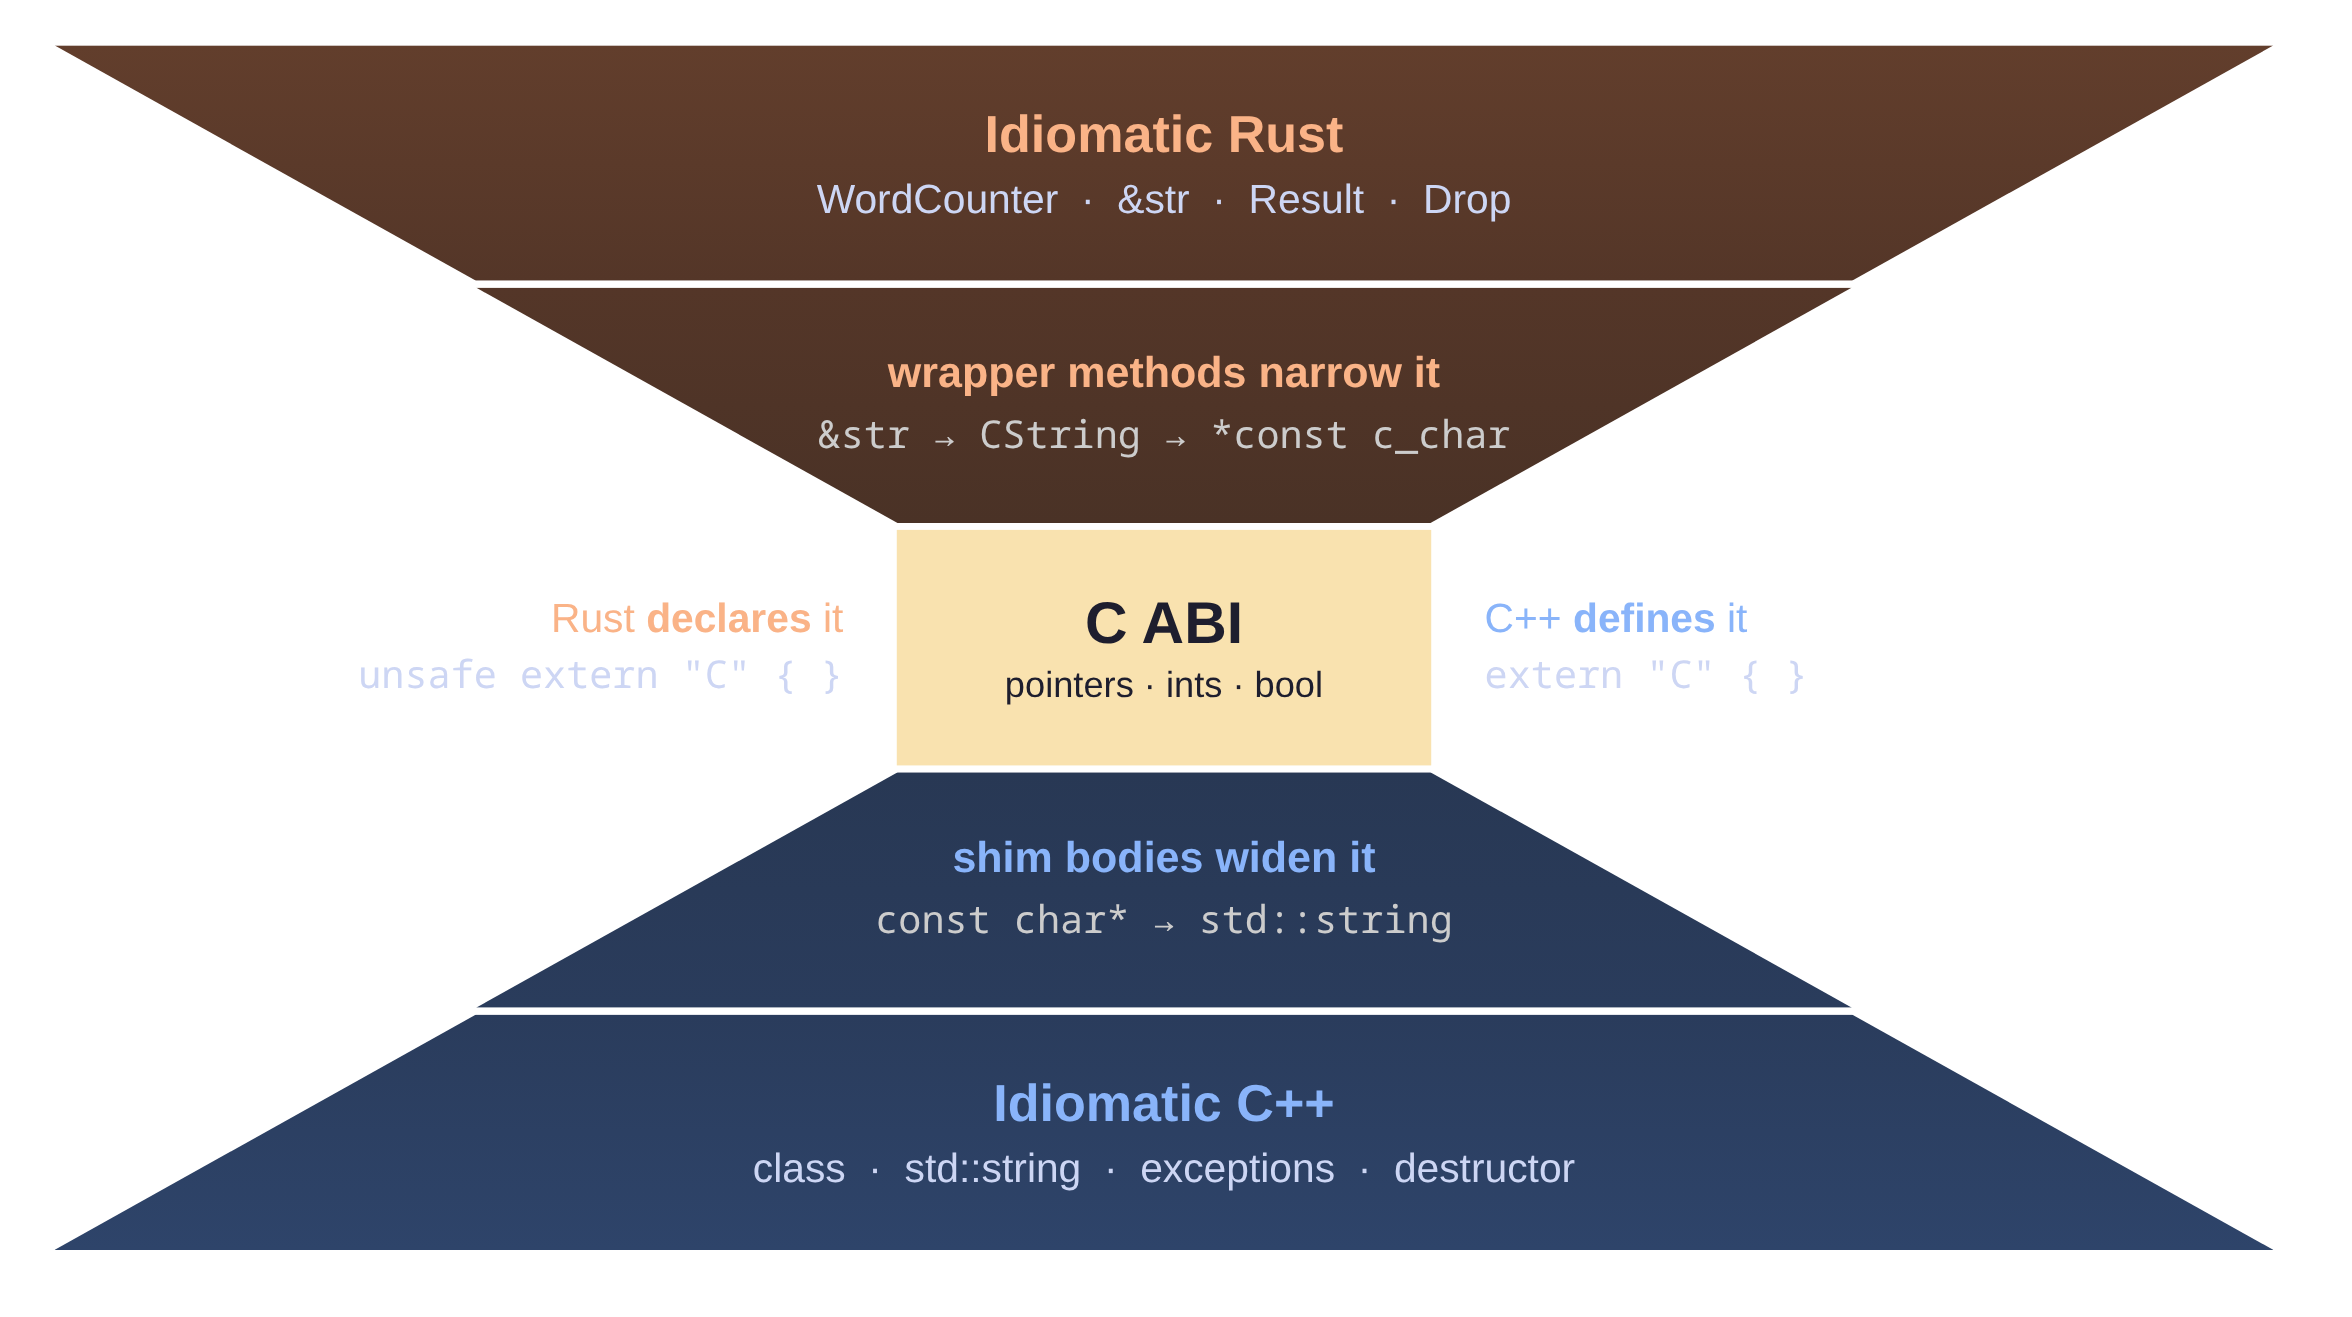 Idiomatic Rust
WordCounter · &str · Result · Drop
wrapper methods narrow it
&str → CString → *const c_char
Rust declares it
unsafe extern "C" { }
C ABI
pointers · ints · bool
C++ defines it
extern "C" { }
shim bodies widen it
const char* → std::string
Idiomatic C++
class · std::string · exceptions · destructor